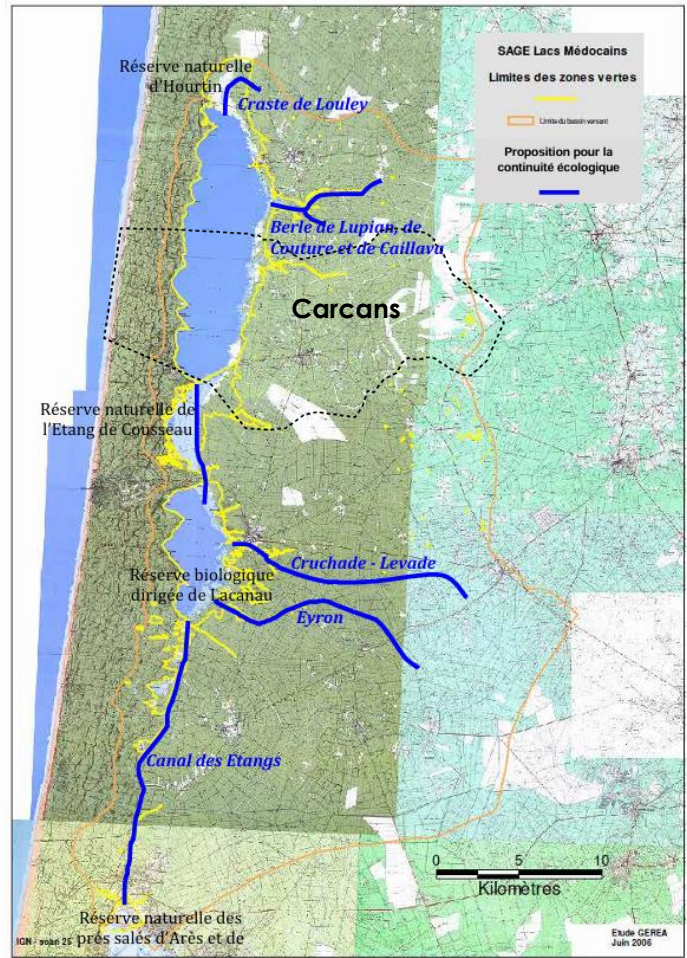 SAGE Lacs Médocains
Limites des zones vertes
Limite du bassin versant
Proposition pour la
continuité écologique
Réserve naturelle
d'Hourtin
Craste de Louley
Berle de Lupian, de
Couture et de Caillava
Carcans
Réserve naturelle de
l'Etang de Cousseau
Cruchade - Levade
Réserve biologique
dirigée de Lacanau
Eyron
Canal des Etangs
0 5 10
Kilomètres
Réserve naturelle des
prés salés d'Arès et de
IGN - scan 25
Etude GEREA
Juin 2006